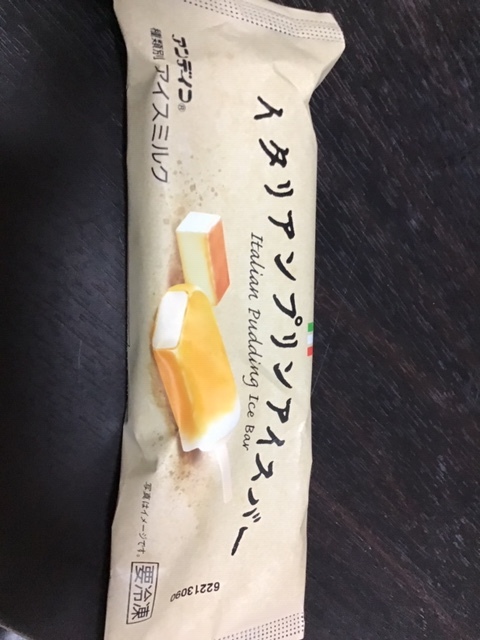 アンディコ®
種類別 アイスミルク
イタリアンプリンアイスバー
Italian Pudding Ice Bar
写真はイメージです。
要冷凍
62213090